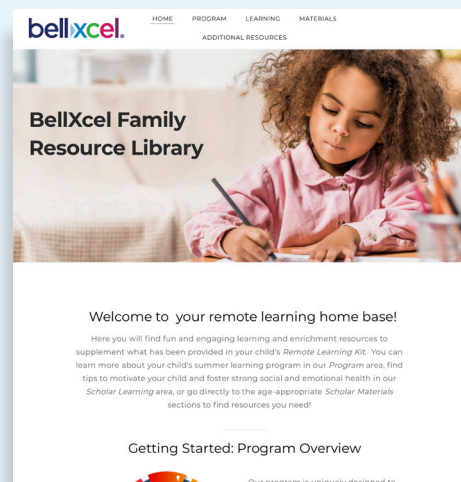 bellxcel.
HOME PROGRAM LEARNING MATERIALS
ADDITIONAL RESOURCES
BellXcel Family
Resource Library
Welcome to your remote learning home base!
Here you will find fun and engaging learning and enrichment resources to
supplement what has been provided in your child's Remote Learning Kit. You can
learn more about your child's summer learning program in our Program area, find
tips to motivate your child and foster strong social and emotional health in our
Scholar Learning area, or go directly to the age-appropriate Scholar Materials
sections to find resources you need!
Getting Started: Program Overview
Our program is uniquely designed to